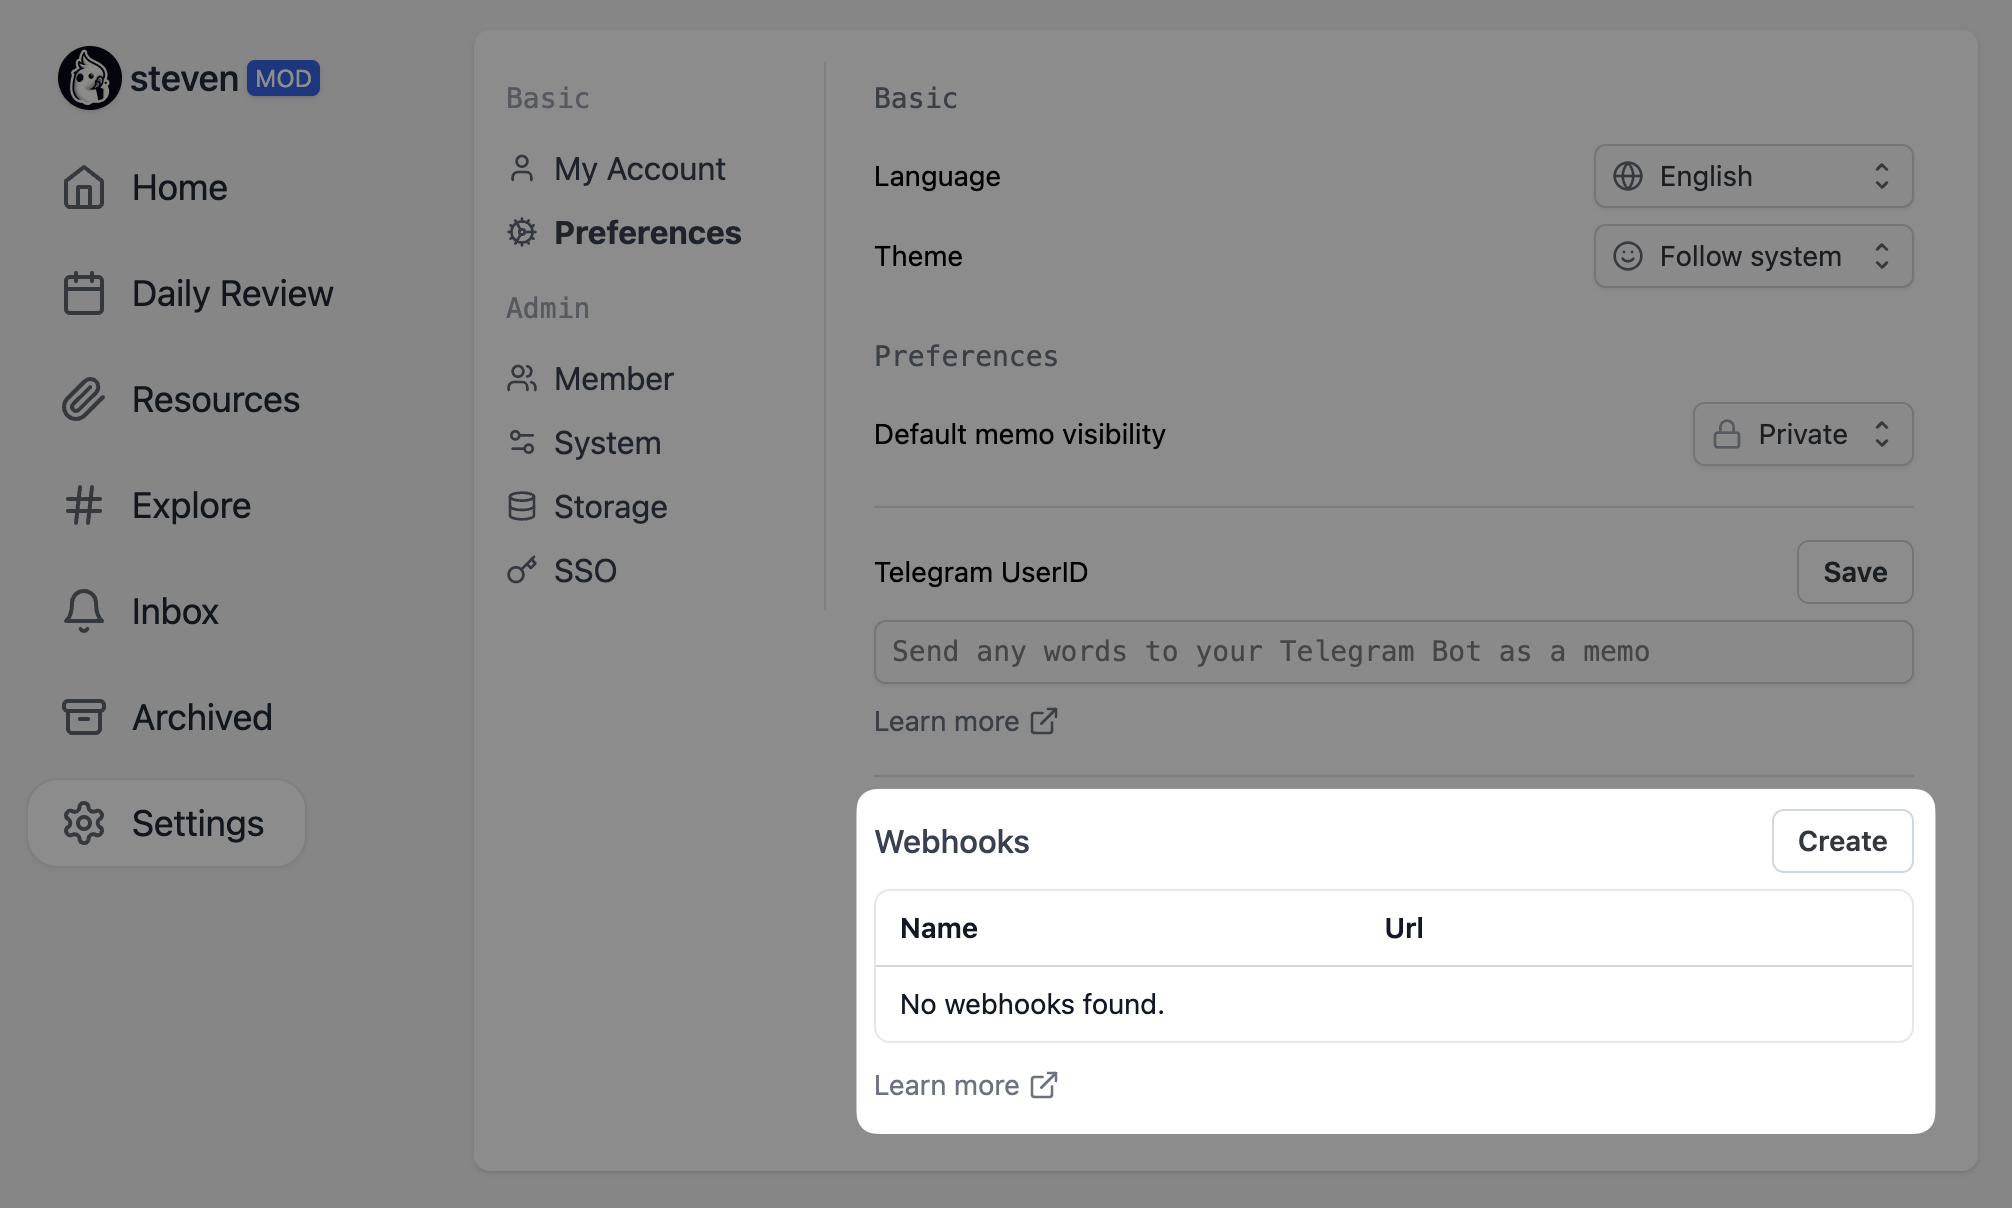 steven MOD
Home
Daily Review
Resources
Explore
Inbox
Archived
Settings
Basic
My Account
Preferences
Admin
Member
System
Storage
SSO
Basic
Language
English
Theme
Follow system
Preferences
Default memo visibility
Private
Telegram UserID
Save
Send any words to your Telegram Bot as a memo
Learn more
Webhooks
Create
Name Url
No webhooks found.
Learn more